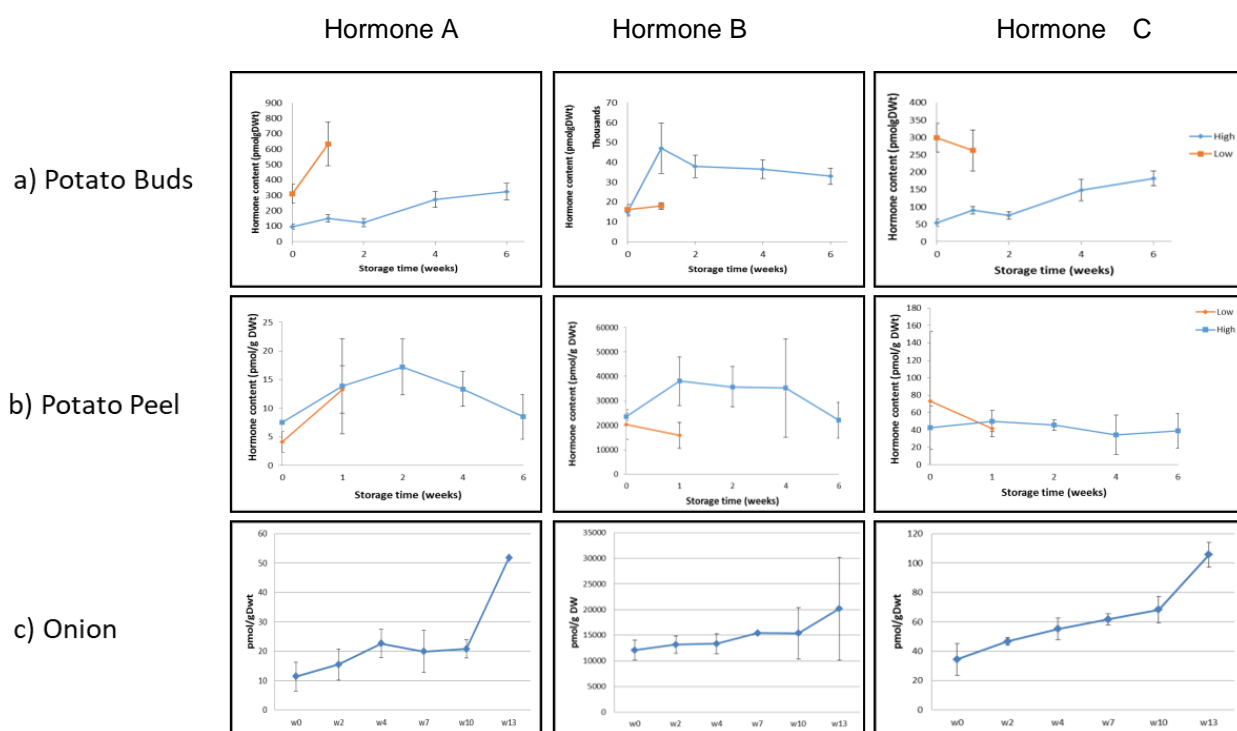 Hormone A Hormone B Hormone C
a) Potato Buds
Hormone content (pmolgDWt)
900
800
700
600
500
400
300
200
100
0
0 2 4 6
Storage time (weeks)
Hormone content (pmolgDWt)
Thousands
70
60
50
40
30
20
10
0
0 2 4 6
Storage time (weeks)
Hormone content (pmolgDWt)
400
350
300
250
200
150
100
50
0
0 2 4 6
Storage time (weeks)
High
Low
b) Potato Peel
Hormone content (pmol/g DWt)
25
20
15
10
5
0
0 1 2 4 6
Storage time (weeks)
Hormone content (pmol/g DWt)
60000
50000
40000
30000
20000
10000
0
0 1 2 4 6
Storage time (weeks)
Hormone content (pmol/g DWt)
180
160
140
120
100
80
60
40
20
0
0 1 2 4 6
Storage time (weeks)
Low
High
c) Onion
pmol/gDwt
60
50
40
30
20
10
0
w0 w2 w4 w7 w10 w13
pmol/g DW
35000
30000
25000
20000
15000
10000
5000
0
w0 w2 w4 w7 w10 w13
pmol/gDwt
120
100
80
60
40
20
0
w0 w2 w4 w7 w10 w13